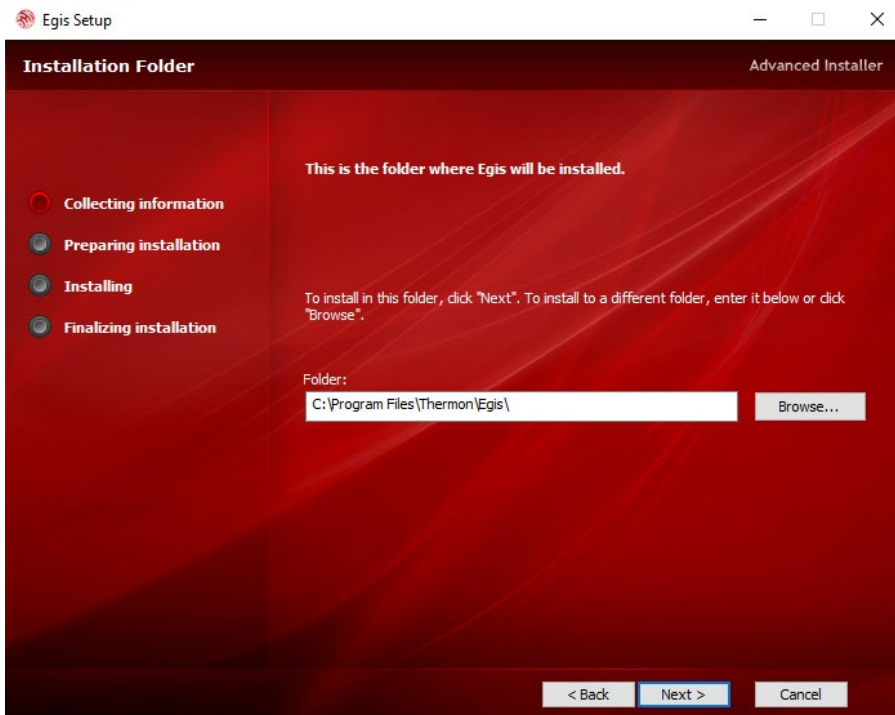 Egis Setup
Installation Folder
Advanced Installer
This is the folder where Egis will be installed.
Collecting information
Preparing installation
Installing
Finalizing installation
To install in this folder, click "Next". To install to a different folder, enter it below or click
"Browse".
Folder:
C:\Program Files\Thermon\Egis\
Browse...
< Back
Next >
Cancel